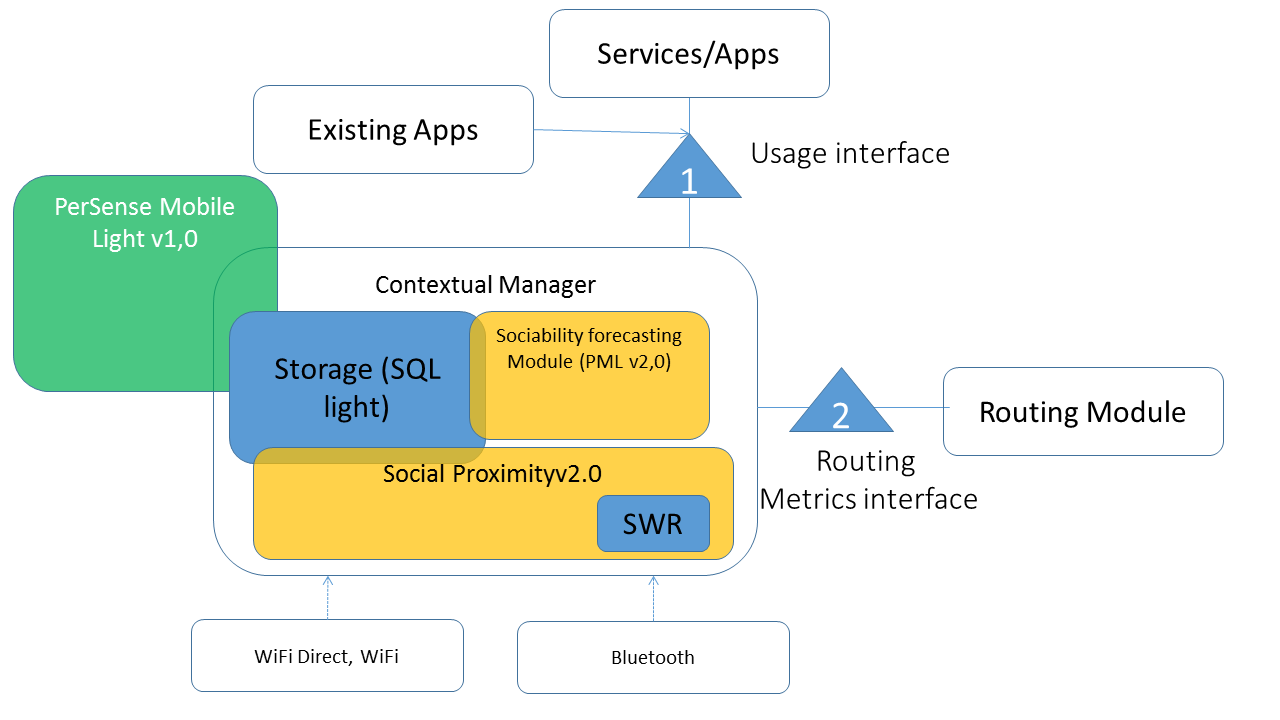 Services/Apps
Existing Apps
1
Usage interface
PerSense Mobile
Light v1,0
Contextual Manager
Storage (SQL
light)
Sociability forecasting
Module (PML v2,0)
2
Routing Module
Routing
Metrics interface
Social Proximityv2.0
SWR
WiFi Direct, WiFi
Bluetooth